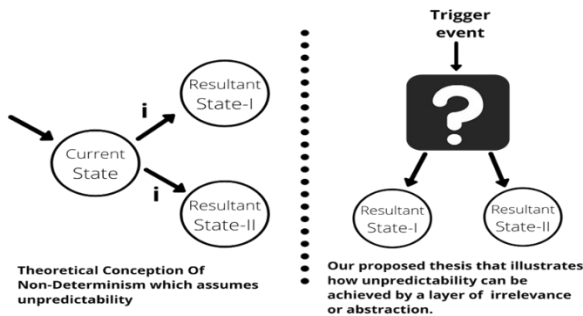 i
Resultant
State-I
Current
State
i
Resultant
State-II
Theoretical Conception Of
Non-Determinism which assumes
unpredictability
Trigger
event
?
Resultant
State-I
Resultant
State-II
Our proposed thesis that illustrates
how unpredictability can be
achieved by a layer of irrelevance
or abstraction.